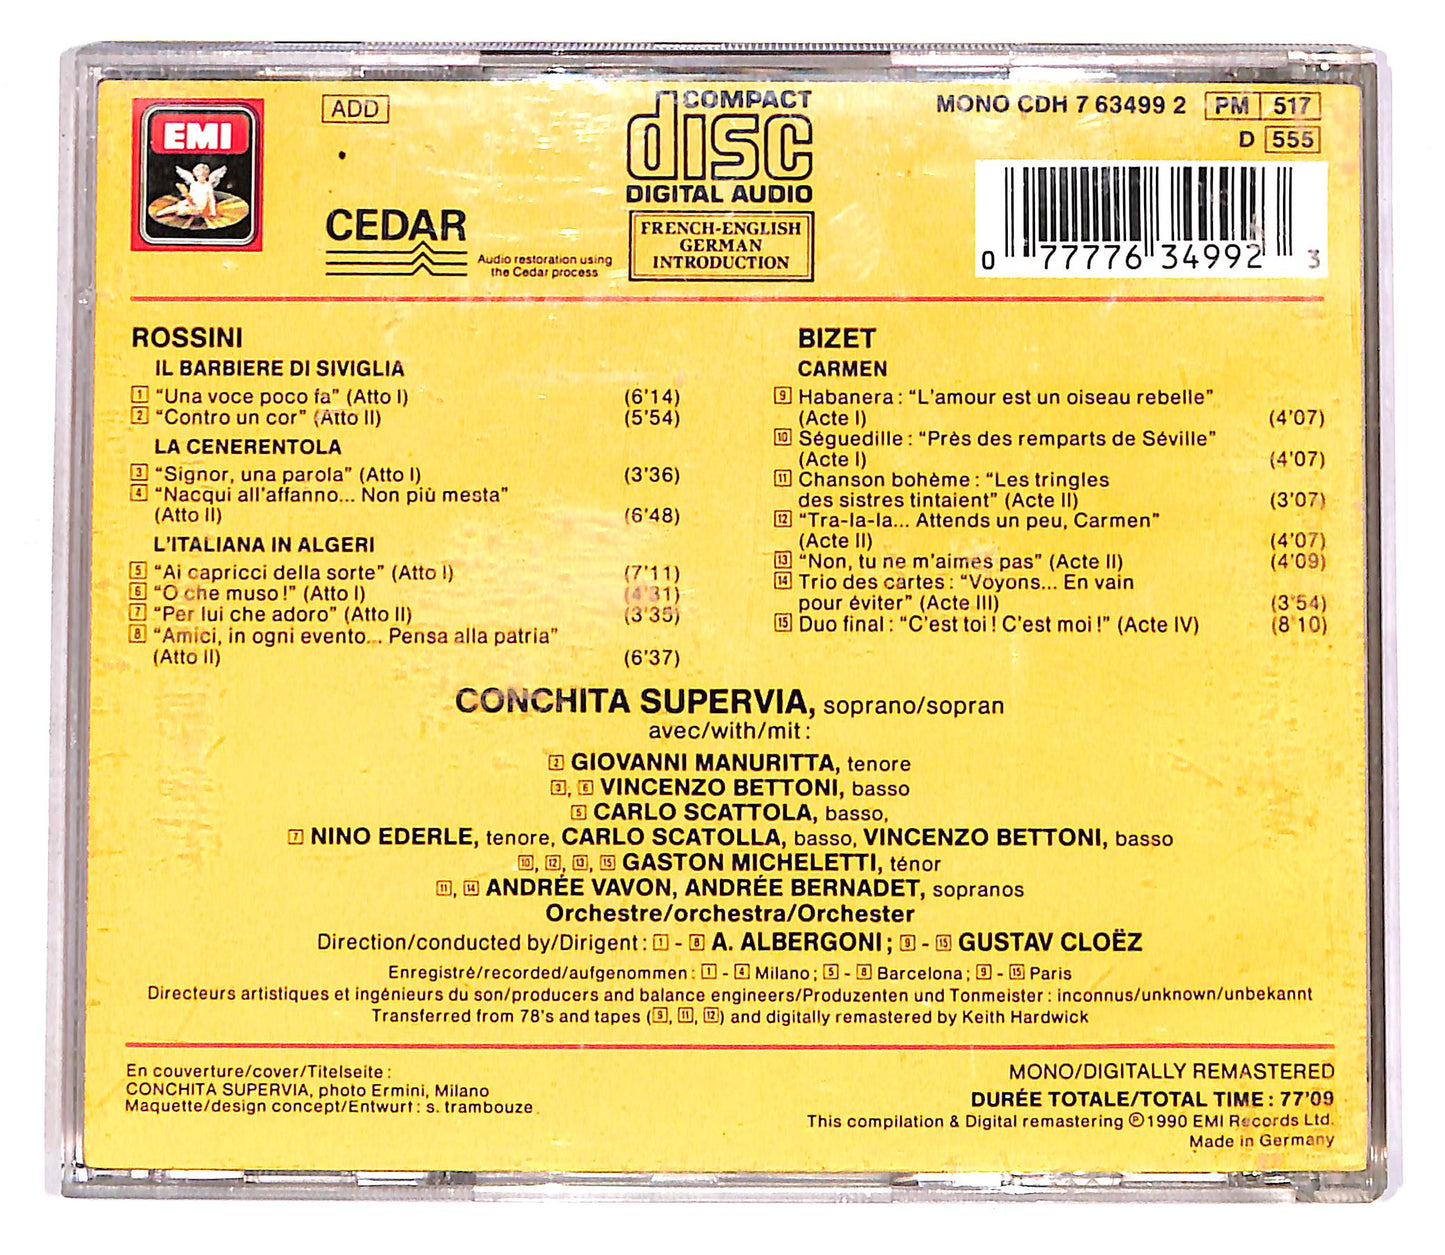 EMI
ADD
CEDAR
Audio restoration using
the Cedar process
COMPACT
disc
DIGITAL AUDIO
FRENCH-ENGLISH
GERMAN
INTRODUCTION
MONO CDH 7 63499 2 PM 517
D 555
0 77776 34992 3
ROSSINI
IL BARBIERE DI SIVIGLIA
1 “Una voce poco fa” (Atto I) (6'14)
2 “Contro un cor” (Atto II) (5'54)
LA CENERENTOLA
3 “Signor, una parola” (Atto I) (3'36)
4 “Nacqui all'affanno... Non più mesta”
(Atto II) (6'48)
L'ITALIANA IN ALGERI
5 “Ai capricci della sorte” (Atto I) (7'11)
6 “O che muso!” (Atto I) (4'31)
7 “Per lui che adoro” (Atto II) (3'35)
8 “Amici, in ogni evento... Pensa alla patria”
(Atto II) (6'37)
BIZET
CARMEN
9 Habanera : “L'amour est un oiseau rebelle”
(Acte I) (4'07)
10 Séguedille : “Près des remparts de Séville”
(Acte I) (4'07)
11 Chanson bohème : “Les tringles
des sistres tintaient” (Acte II) (3'07)
12 “Tra-la-la... Attends un peu, Carmen”
(Acte II) (4'07)
13 “Non, tu ne m'aimes pas” (Acte II) (4'09)
14 Trio des cartes : “Voyons... En vain
pour éviter” (Acte III) (3'54)
15 Duo final : “C'est toi ! C'est moi !” (Acte IV) (8'10)
CONCHITA SUPERVIA, soprano/sopran
avec/with/mit :
2 GIOVANNI MANURITTA, tenore
3, 6 VINCENZO BETTONI, basso
5 CARLO SCATTOLA, basso,
7 NINO EDERLE, tenore, CARLO SCATOLLA, basso, VINCENZO BETTONI, basso
10, 12, 13, 15 GASTON MICHELETTI, ténor
11, 14 ANDRÉE VAVON, ANDRÉE BERNADET, sopranos
Orchestre/orchestra/Orchester
Direction/conducted by/Dirigent : 1 - 8 A. ALBERGONI ; 9 - 15 GUSTAV CLOËZ
Enregistré/recorded/aufgenommen : 1 - 4 Milano ; 5 - 8 Barcelona ; 9 - 15 Paris
Directeurs artistiques et ingénieurs du son/producers and balance engineers/Produzenten und Tonmeister : inconnus/unknown/unbekannt
Transferred from 78's and tapes (9, 11, 12) and digitally remastered by Keith Hardwick
En couverture/cover/Titelseite :
CONCHITA SUPERVIA, photo Ermini, Milano
Maquette/design concept/Entwurt : s. trambouze
MONO/DIGITALLY REMASTERED
DURÉE TOTALE/TOTAL TIME : 77'09
This compilation & Digital remastering ℗1990 EMI Records Ltd.
Made in Germany